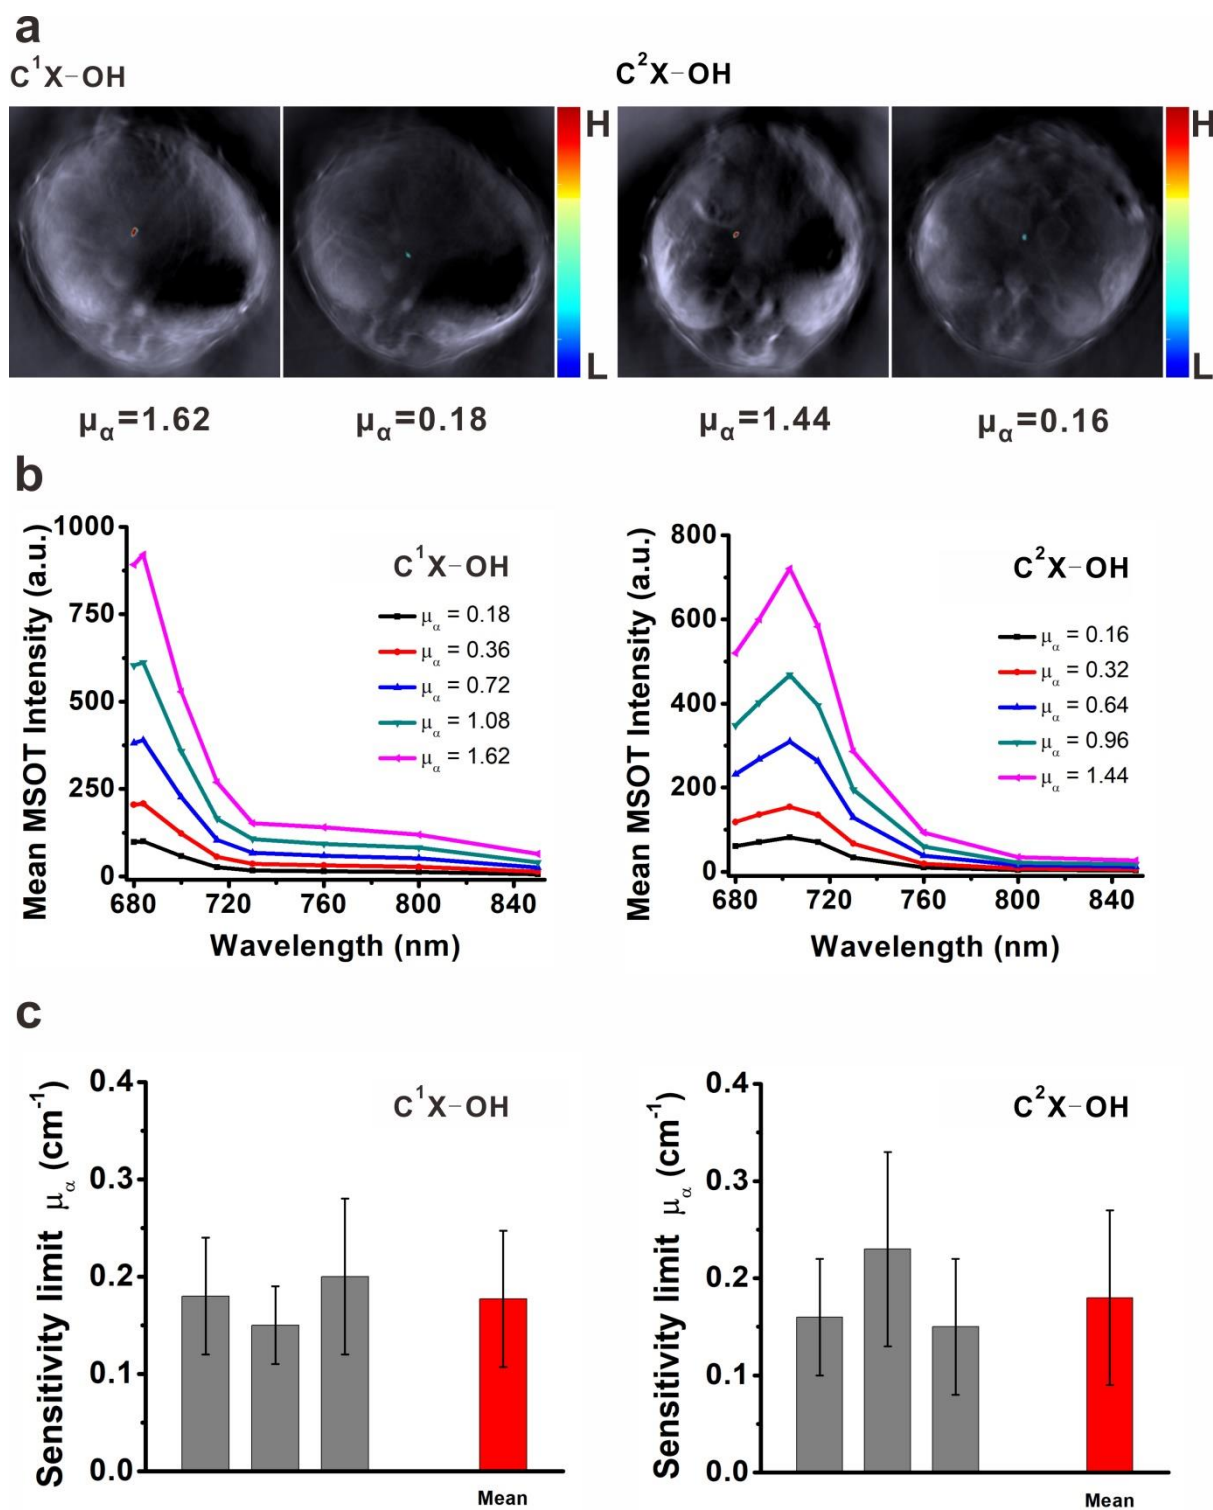 a
C¹X–OH
C²X–OH
H
L
H
L
μα=1.62
μα=0.18
μα=1.44
μα=0.16
b
Mean MSOT Intensity (a.u.)
1000
750
500
250
0
680
720
760
800
840
Wavelength (nm)
C¹X–OH
μα = 0.18
μα = 0.36
μα = 0.72
μα = 1.08
μα = 1.62
Mean MSOT Intensity (a.u.)
800
600
400
200
0
680
720
760
800
840
Wavelength (nm)
C²X–OH
μα = 0.16
μα = 0.32
μα = 0.64
μα = 0.96
μα = 1.44
c
Sensitivity limit μα (cm⁻¹)
0.4
0.3
0.2
0.1
0.0
C¹X–OH
Mean
Sensitivity limit μα (cm⁻¹)
0.4
0.3
0.2
0.1
0.0
C²X–OH
Mean